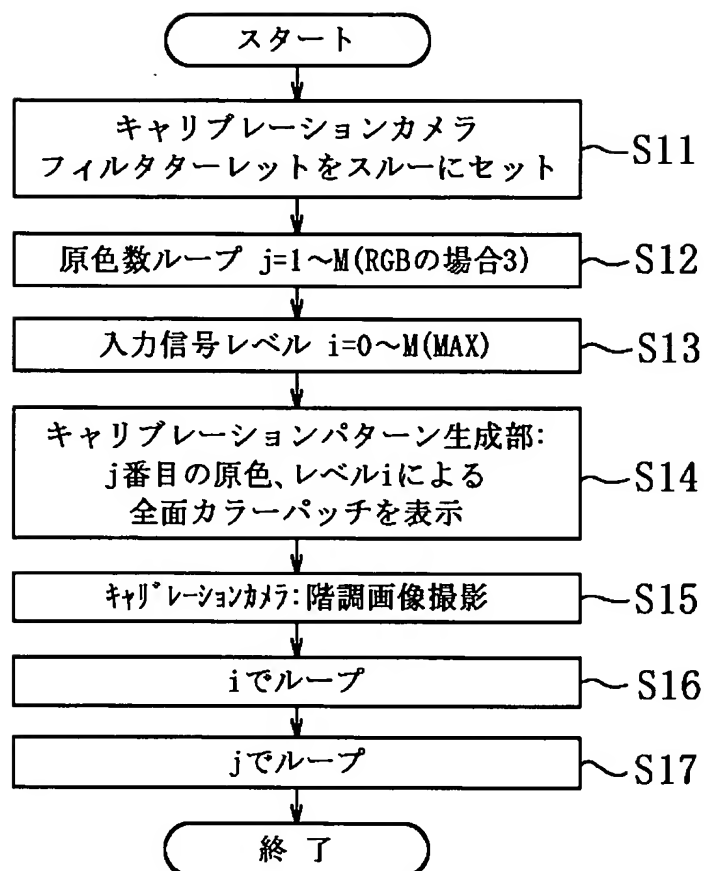 スタート
キャリブレーションカメラ
フィルタターレットをスルーにセット
S11
原色数ループ j=1~M(RGBの場合3)
S12
入力信号レベル i=0~M(MAX)
S13
キャリブレーションパターン生成部:
j番目の原色、レベルiによる
全面カラーパッチを表示
S14
ｷｬﾘﾞﾚｰｼｮﾝｶﾒﾗ:階調画像撮影
S15
iでループ
S16
jでループ
S17
終了